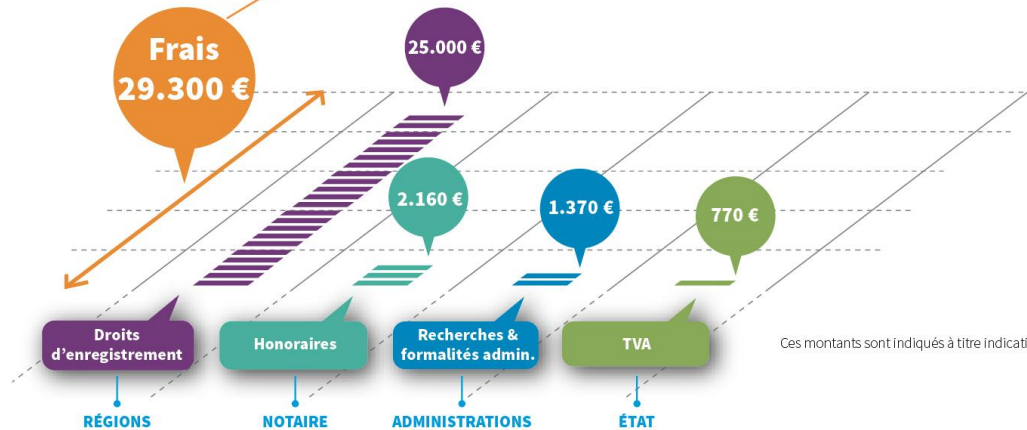 Frais
29.300 €
25.000 €
2.160 €
1.370 €
770 €
Droits
d'enregistrement
Honoraires
Recherches &
formalités admin.
TVA
Ces montants sont indiqués à titre indicati
RÉGIONS
NOTAIRE
ADMINISTRATIONS
ÉTAT